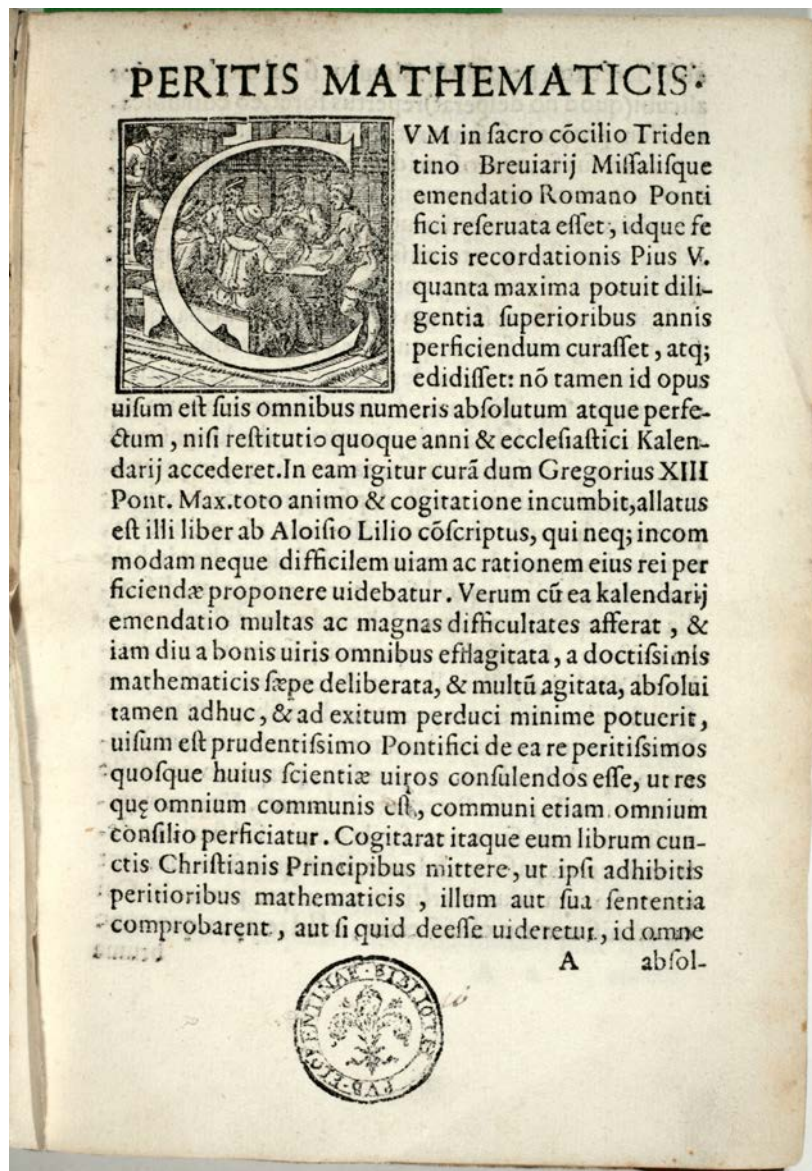 PERITIS MATHEMATICIS.
CVM in ſacro cōcilio Triden
tino Breuiarij Miſſaliſque
emendatio Romano Ponti
fici reſeruata eſſet, idque fe
licis recordationis Pius V.
quanta maxima potuit dili-
gentia ſuperioribus annis
perficiendum curaſſet, atq;
edidiſſet: nō tamen id opus
uiſum eſt ſuis omnibus numeris abſolutum atque perfe-
ctum, niſi reſtitutio quoque anni & eccleſiaſtici Kalen-
darij accederet. In eam igitur curā dum Gregorius XIII
Pont. Max. toto animo & cogitatione incumbit, allatus
eſt illi liber ab Aloiſio Lilio cōſcriptus, qui neq; incom
modam neque difficilem uiam ac rationem eius rei per
ficiendæ proponere uidebatur. Verum cū ea kalendarij
emendatio multas ac magnas difficultates afferat, &
iam diu a bonis uiris omnibus efflagitata, a doctiſsimis
mathematicis ſæpe deliberata, & multū agitata, abſolui
tamen adhuc, & ad exitum perduci minime potuerit,
uiſum eſt prudentiſsimo Pontifici de ea re peritiſsimos
quoſque huius ſcientiæ uiros conſulendos eſſe, ut res
quę omnium communis eſt, communi etiam omnium
conſilio perficiatur. Cogitarat itaque eum librum cun-
ctis Chriſtianis Principibus mittere, ut ipſi adhibitis
peritioribus mathematicis, illum aut ſua ſententia
comprobarent, aut ſi quid deeſſe uideretur, id omne
A abſol-
PVB. FLORENTINAE BIBLIOTH